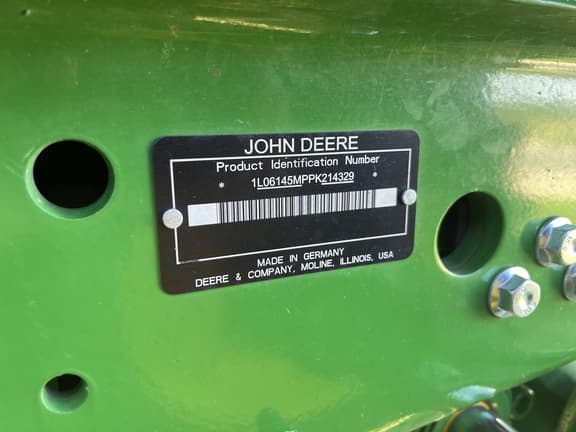 JOHN DEERE
Product Identification Number
* 1L06145MPPK214329 *
MADE IN GERMANY
DEERE & COMPANY, MOLINE, ILLINOIS, USA